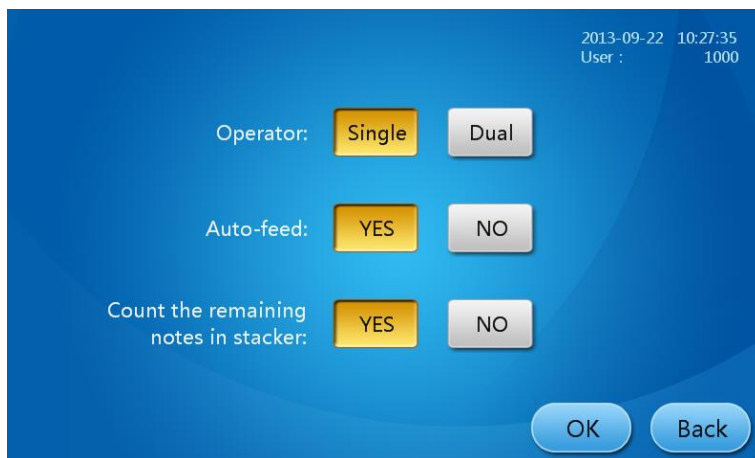 2013-09-22 10:27:35
User : 1000
Operator: Single Dual
Auto-feed: YES NO
Count the remaining
notes in stacker: YES NO
OK Back